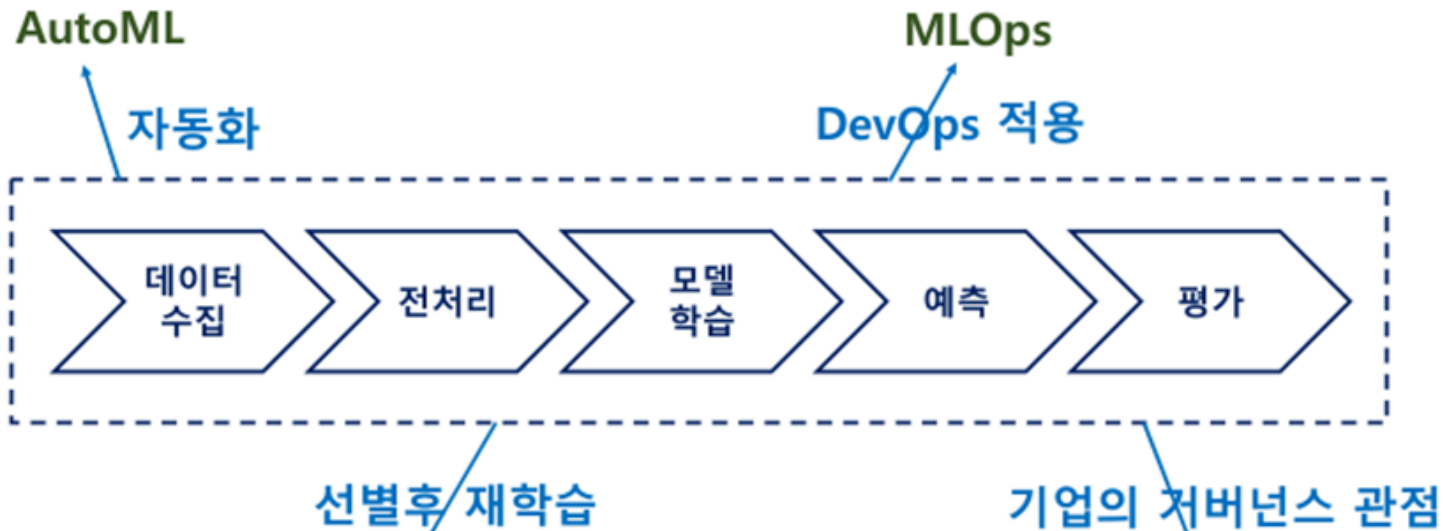 AutoML
MLOps
자동화
DevOps 적용
데이터
수집
전처리
모델
학습
예측
평가
선별후 재학습
기업의 거버넌스 관점